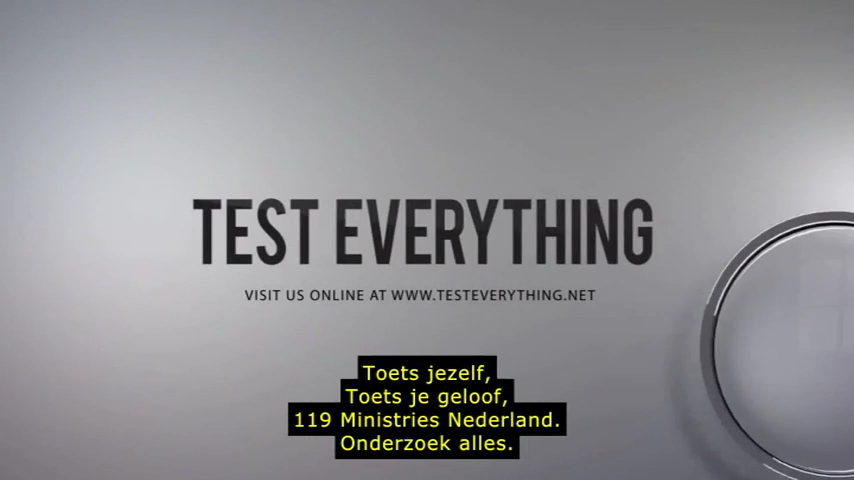 TEST EVERYTHING
VISIT US ONLINE AT WWW.TESTEVERYTHING.NET
Toets jezelf,
Toets je geloof,
119 Ministries Nederland.
Onderzoek alles.